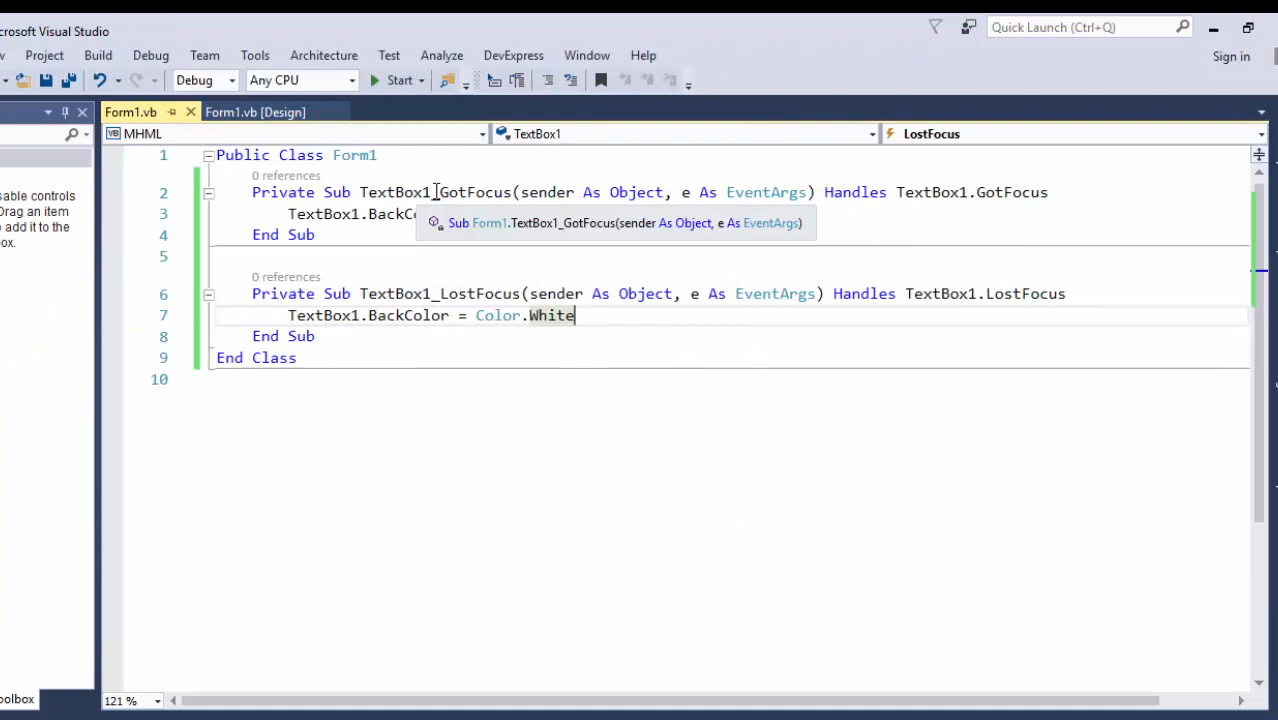 crosoft Visual Studio
Quick Launch (Ctrl+Q)
Project Build Debug Team Tools Architecture Test Analyze DevExpress Window Help
Sign in
Debug Any CPU Start
Form1.vb Form1.vb [Design]
MHML TextBox1 LostFocus
1 Public Class Form1
0 references
2 Private Sub TextBox1_GotFocus(sender As Object, e As EventArgs) Handles TextBox1.GotFocus
3 TextBox1.BackCo
Sub Form1.TextBox1_GotFocus(sender As Object, e As EventArgs)
4 End Sub
5
0 references
6 Private Sub TextBox1_LostFocus(sender As Object, e As EventArgs) Handles TextBox1.LostFocus
7 TextBox1.BackColor = Color.White
8 End Sub
9 End Class
10
sable controls
Drag an item
o add it to the
box.
oolbox
121 %